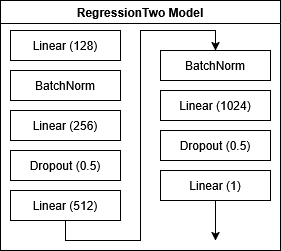 RegressionTwo Model
Linear (128)
BatchNorm
Linear (256)
Dropout (0.5)
Linear (512)
BatchNorm
Linear (1024)
Dropout (0.5)
Linear (1)